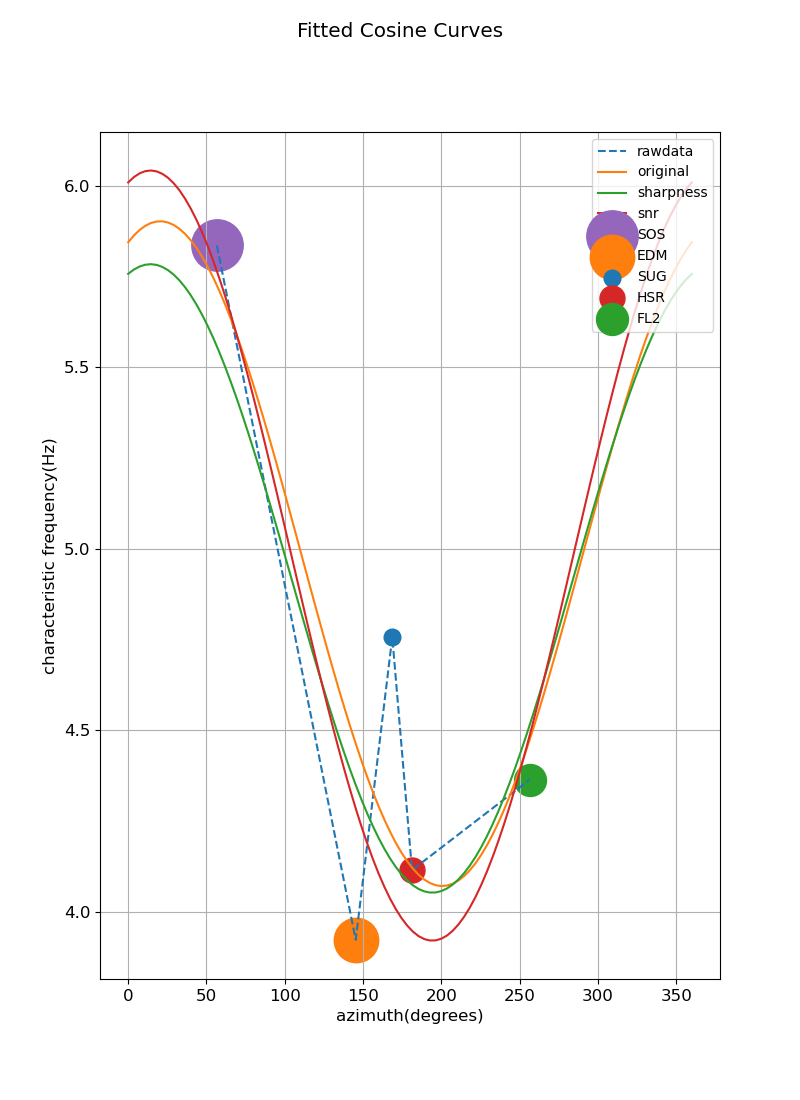 Fitted Cosine Curves
rawdata
original
sharpness
snr
SOS
EDM
SUG
HSR
FL2
6.0
5.5
5.0
4.5
4.0
characteristic frequency(Hz)
0 50 100 150 200 250 300 350
azimuth(degrees)